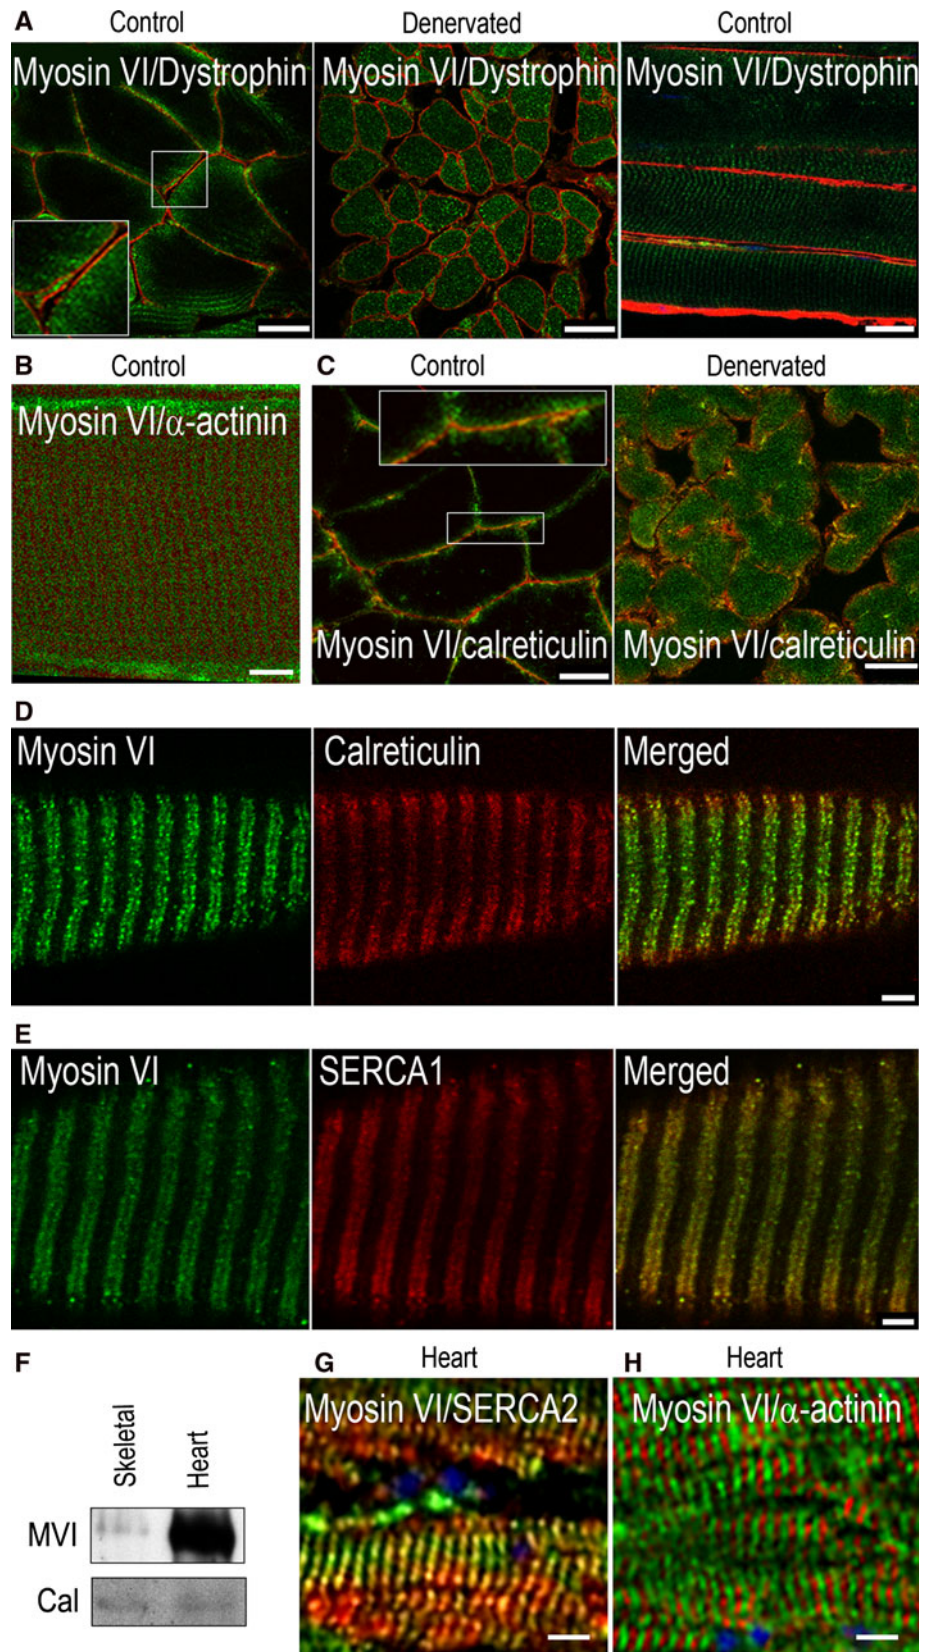 A
Control
Denervated
Control
Myosin VI/Dystrophin
Myosin VI/Dystrophin
Myosin VI/Dystrophin
B
Control
C
Control
Denervated
Myosin VI/α-actinin
Myosin VI/calreticulin
Myosin VI/calreticulin
D
Myosin VI
Calreticulin
Merged
E
Myosin VI
SERCA1
Merged
F
Skeletal
Heart
MVI
Cal
G
Heart
Myosin VI/SERCA2
H
Heart
Myosin VI/α-actinin